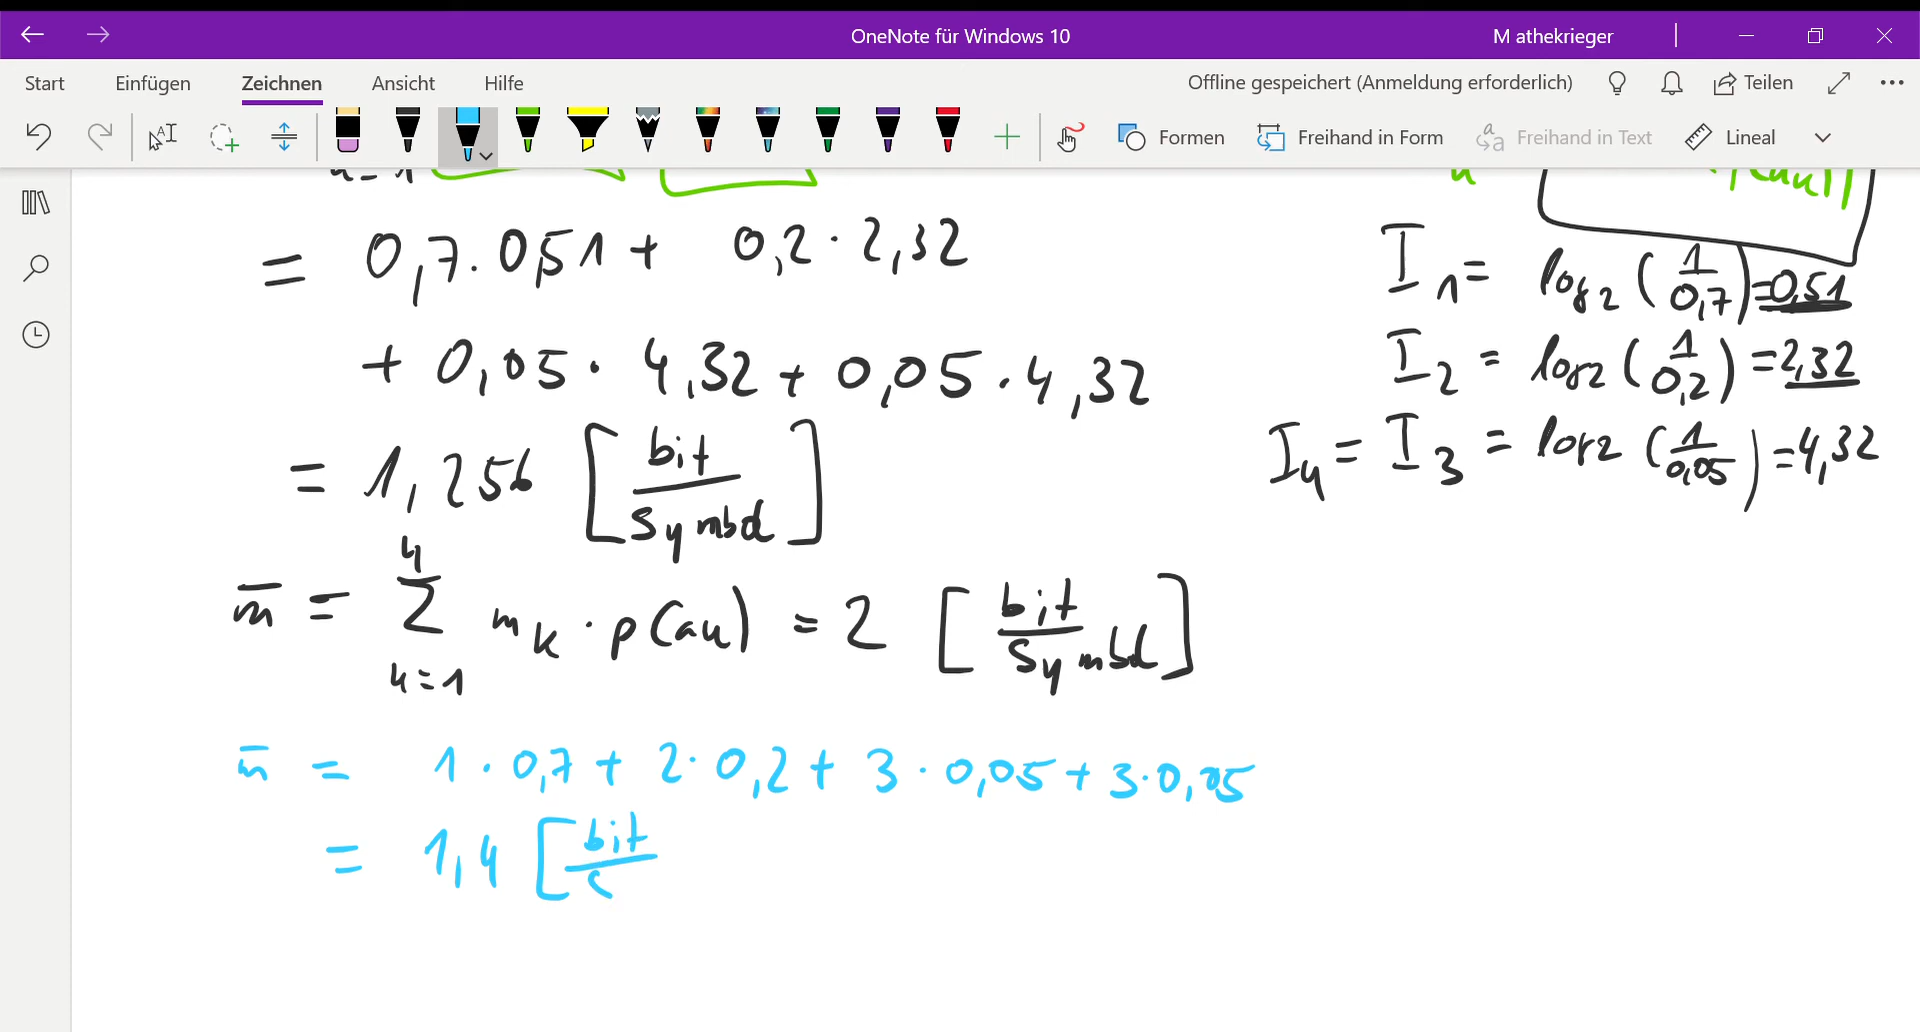 OneNote für Windows 10
M athekrieger
Start Einfügen Zeichnen Ansicht Hilfe
Offline gespeichert (Anmeldung erforderlich) Teilen
Formen Freihand in Form Freihand in Text Lineal
= 0,7 · 0,51 + 0,2 · 2,32
+ 0,05 · 4,32 + 0,05 · 4,32
= 1,256 [bit/Symbol]
m̄ = Σ k=1 4 mk · p(ak) = 2 [bit/Symbol]
m̄ = 1 · 0,7 + 2 · 0,2 + 3 · 0,05 + 3 · 0,05
= 1,4 [bit/S
I1 = log2 (1/0,7) = 0,51
I2 = log2 (1/0,2) = 2,32
I4 = I3 = log2 (1/0,05) = 4,32